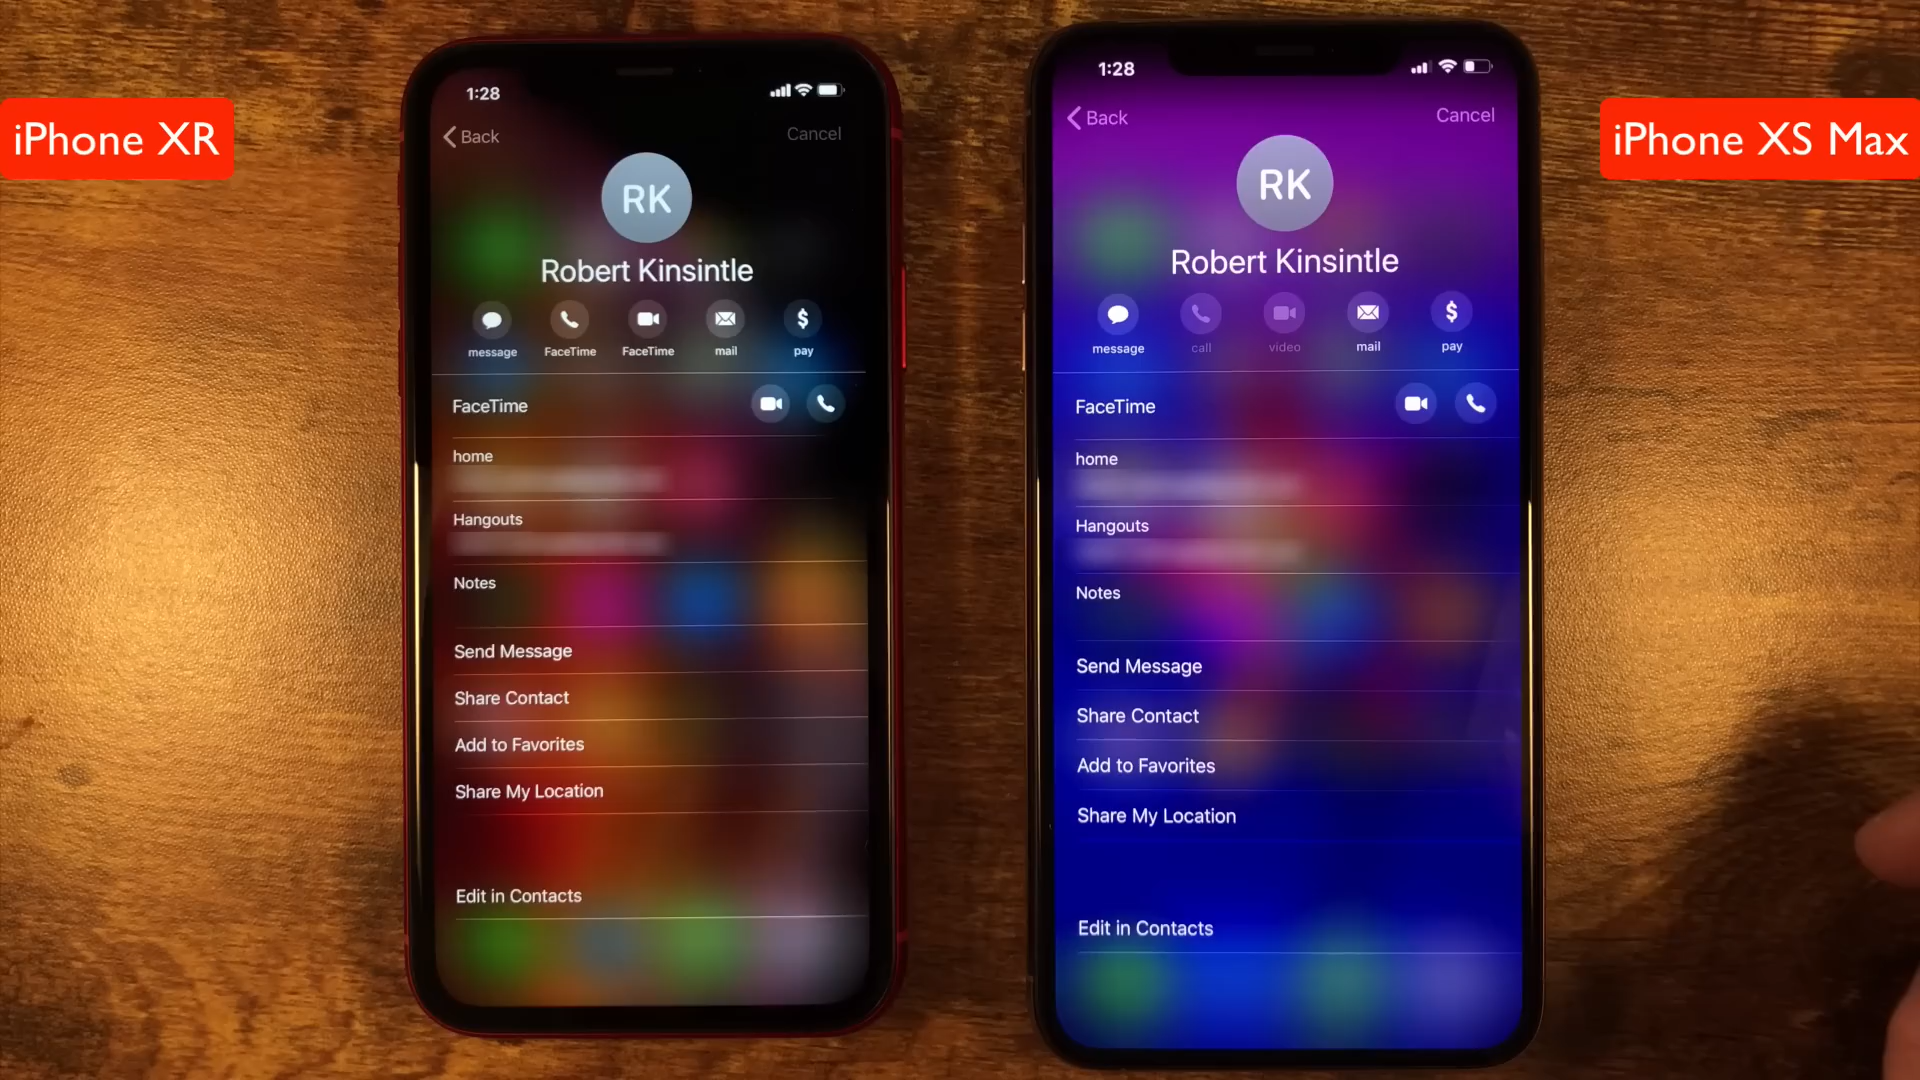 iPhone XR
1:28
Back
Cancel
RK
Robert Kinsintle
message FaceTime FaceTime mail pay
FaceTime
home
Hangouts
Notes
Send Message
Share Contact
Add to Favorites
Share My Location
Edit in Contacts
iPhone XS Max
1:28
Back
Cancel
RK
Robert Kinsintle
message call video mail pay
FaceTime
home
Hangouts
Notes
Send Message
Share Contact
Add to Favorites
Share My Location
Edit in Contacts